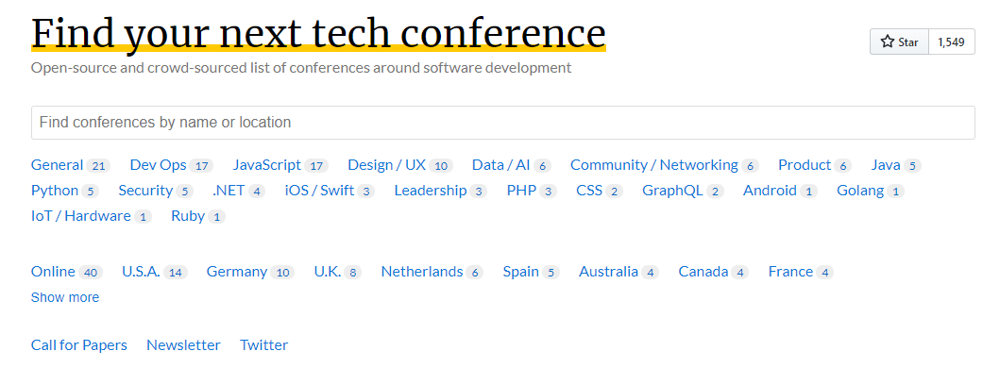 Find your next tech conference
Star 1,549
Open-source and crowd-sourced list of conferences around software development
Find conferences by name or location
General 21 Dev Ops 17 JavaScript 17 Design / UX 10 Data / AI 6 Community / Networking 6 Product 6 Java 5
Python 5 Security 5 .NET 4 iOS / Swift 3 Leadership 3 PHP 3 CSS 2 GraphQL 2 Android 1 Golang 1
IoT / Hardware 1 Ruby 1
Online 40 U.S.A. 14 Germany 10 U.K. 8 Netherlands 6 Spain 5 Australia 4 Canada 4 France 4
Show more
Call for Papers Newsletter Twitter